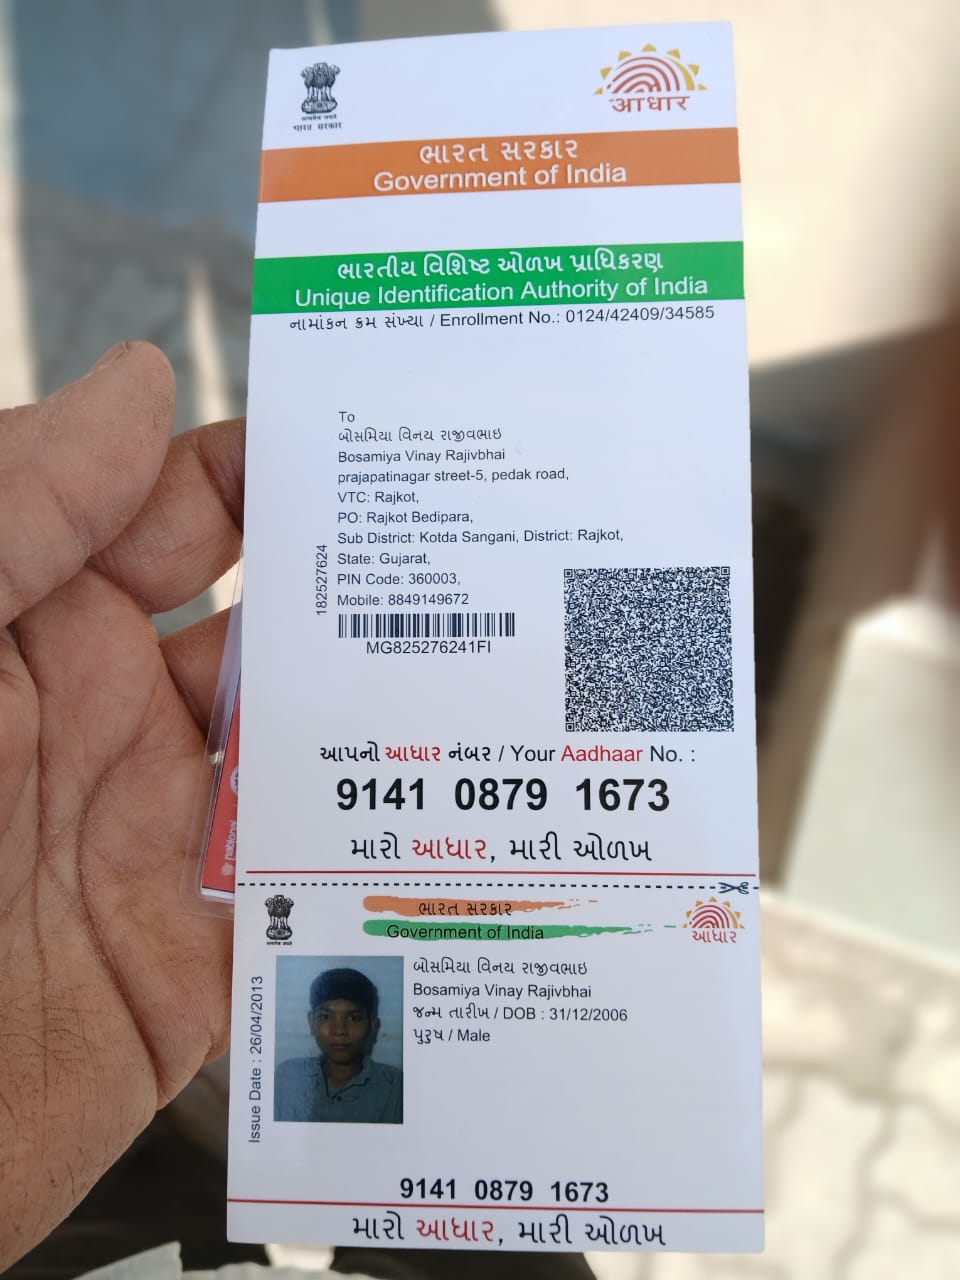 भारत सरकार
आधार
ભારત સરકાર
Government of India
ભારતીય વિશિષ્ટ ઓળખ પ્રાધિકરણ
Unique Identification Authority of India
નામાંકન ક્રમ સંખ્યા / Enrollment No.: 0124/42409/34585
To
બોસમિયા વિનય રાજીવભાઇ
Bosamiya Vinay Rajivbhai
prajapatinagar street-5, pedak road,
VTC: Rajkot,
PO: Rajkot Bedipara,
Sub District: Kotda Sangani, District: Rajkot,
State: Gujarat,
PIN Code: 360003,
Mobile: 8849149672
182527624
MG825276241FI
આપનો આધાર નંબર / Your Aadhaar No. :
9141 0879 1673
મારો આધાર, મારી ઓળખ
ભારત સરકાર
Government of India
આધાર
Issue Date : 26/04/2013
બોસમિયા વિનય રાજીવભાઇ
Bosamiya Vinay Rajivbhai
જન્મ તારીખ / DOB : 31/12/2006
પુરુષ / Male
9141 0879 1673
મારો આધાર, મારી ઓળખ